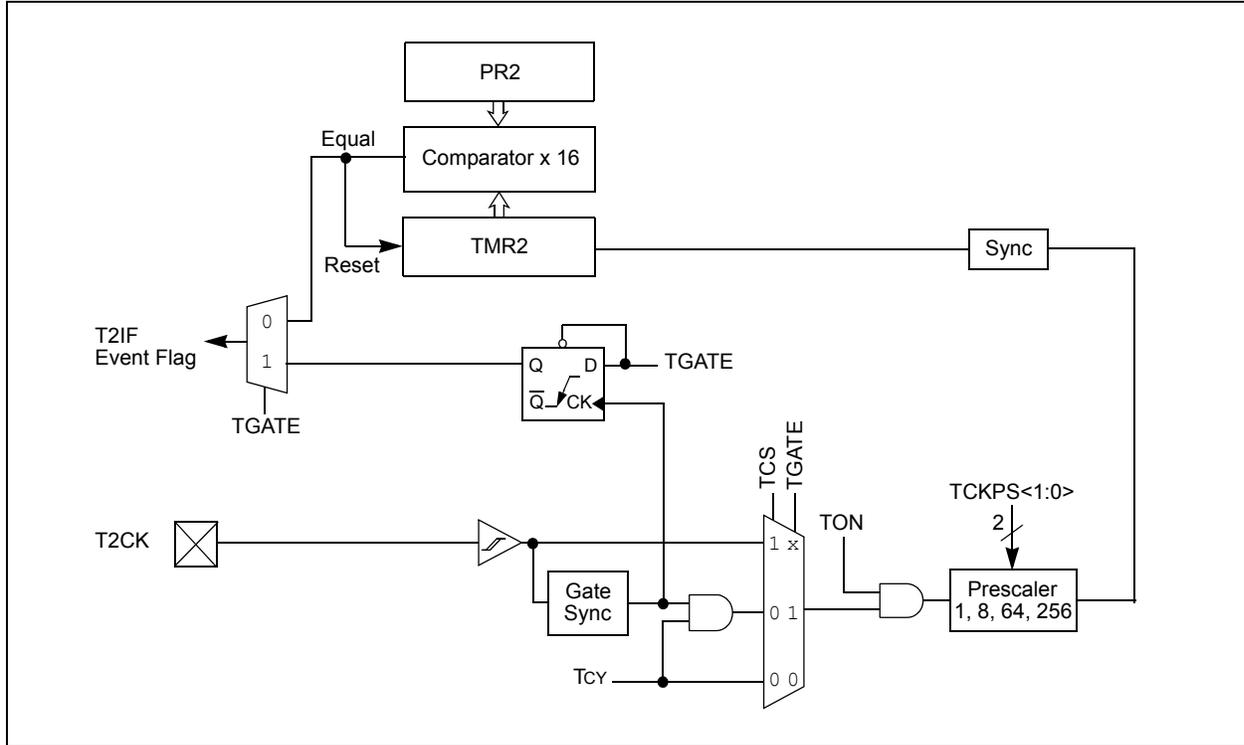 PR2
Equal
Comparator x 16
TMR2
Sync
Reset
T2IF
Event Flag
0
1
TGATE
Q
D
TGATE
Q̅
CK
TCS
TGATE
TCKPS<1:0>
2
TON
T2CK
1 x
Gate
Sync
0 1
Prescaler
1, 8, 64, 256
TCY
0 0